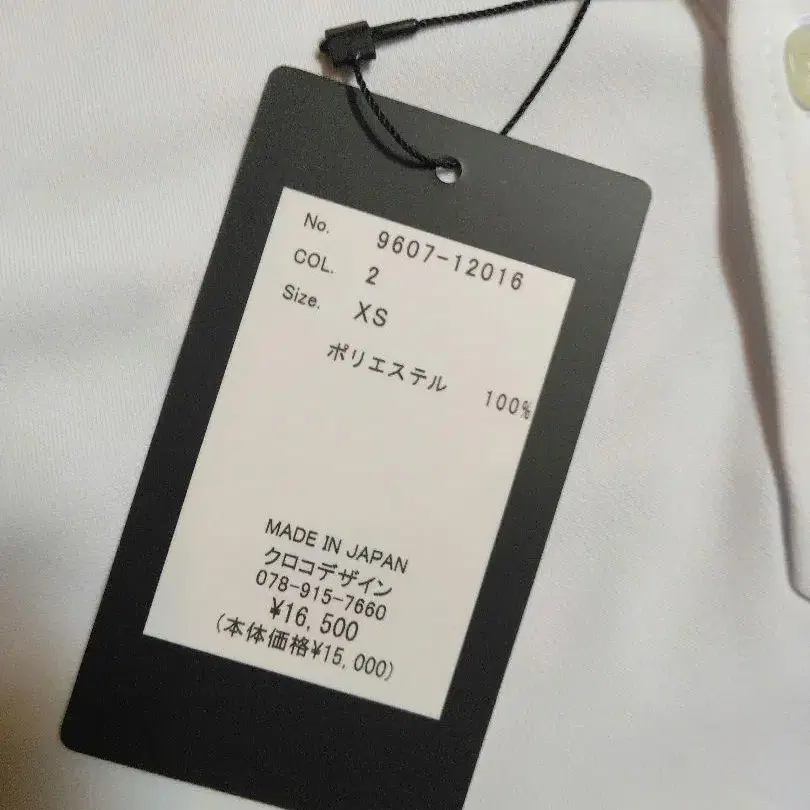 No. 9607-12016
COL. 2
Size. XS
ポリエステル 100%
MADE IN JAPAN
クロコデザイン
078-915-7660
¥16,500
(本体価格¥15,000)